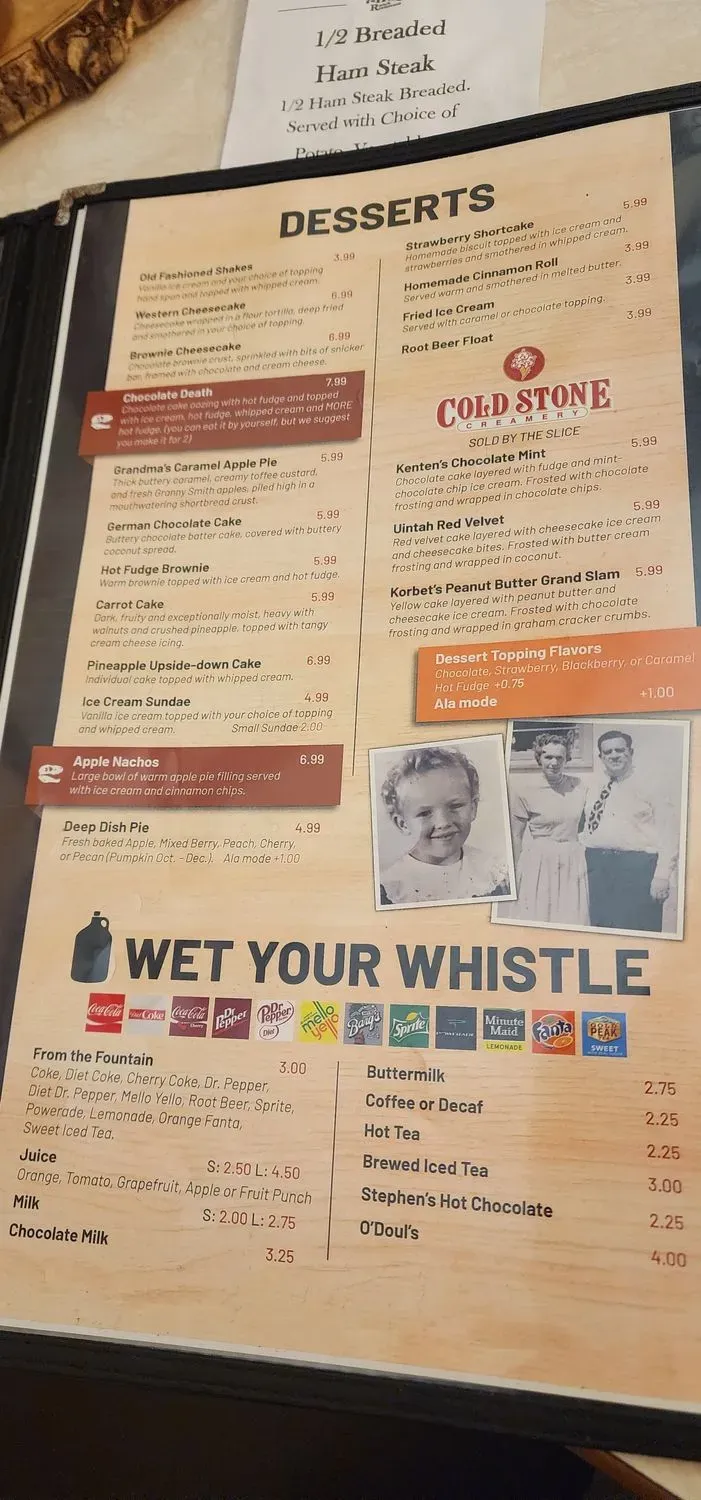 1/2 Breaded
Ham Steak
1/2 Ham Steak Breaded.
Served with Choice of
DESSERTS
Old Fashioned Shakes 3.99
Vanilla ice cream and your choice of topping
hand spun and topped with whipped cream.
Western Cheesecake 6.99
Cheesecake wrapped in a flour tortilla, deep fried
and smothered in your choice of topping.
Brownie Cheesecake 6.99
Chocolate brownie crust, sprinkled with bits of snicker
bar, framed with chocolate and cream cheese.
Chocolate Death 7.99
Chocolate cake oozing with hot fudge and topped
with ice cream, hot fudge, whipped cream and MORE
hot fudge. (you can eat it by yourself, but we suggest
you make it for 2)
Grandma's Caramel Apple Pie 5.99
Thick buttery caramel, creamy toffee custard,
and fresh Granny Smith apples, piled high in a
mouthwatering shortbread crust.
German Chocolate Cake 5.99
Buttery chocolate batter cake, covered with buttery
coconut spread.
Hot Fudge Brownie 5.99
Warm brownie topped with ice cream and hot fudge.
Carrot Cake 5.99
Dark, fruity and exceptionally moist, heavy with
walnuts and crushed pineapple, topped with tangy
cream cheese icing.
Pineapple Upside-down Cake 6.99
Individual cake topped with whipped cream.
Ice Cream Sundae 4.99
Vanilla ice cream topped with your choice of topping
and whipped cream. Small Sundae 2.00
Apple Nachos 6.99
Large bowl of warm apple pie filling served
with ice cream and cinnamon chips.
Deep Dish Pie 4.99
Fresh baked Apple, Mixed Berry, Peach, Cherry,
or Pecan (Pumpkin Oct. - Dec.). Ala mode +1.00
Strawberry Shortcake 5.99
Homemade biscuit topped with ice cream and
strawberries and smothered in whipped cream.
Homemade Cinnamon Roll 3.99
Served warm and smothered in melted butter.
Fried Ice Cream 3.99
Served with caramel or chocolate topping.
Root Beer Float 3.99
COLD STONE
CREAMERY
SOLD BY THE SLICE
Kenten's Chocolate Mint 5.99
Chocolate cake layered with fudge and mint-
chocolate chip ice cream. Frosted with chocolate
frosting and wrapped in chocolate chips.
Uintah Red Velvet 5.99
Red velvet cake layered with cheesecake ice cream
and cheesecake bites. Frosted with butter cream
frosting and wrapped in coconut.
Korbet's Peanut Butter Grand Slam 5.99
Yellow cake layered with peanut butter and
cheesecake ice cream. Frosted with chocolate
frosting and wrapped in graham cracker crumbs.
Dessert Topping Flavors
Chocolate, Strawberry, Blackberry, or Caramel
Hot Fudge +0.75
Ala mode +1.00
WET YOUR WHISTLE
Coca-Cola Diet Coke Coca-Cola Cherry Dr Pepper Dr Pepper Diet mello yello Barq's Sprite POWERADE Minute Maid LEMONADE Fanta PEAK SWEET
From the Fountain 3.00
Coke, Diet Coke, Cherry Coke, Dr. Pepper,
Diet Dr. Pepper, Mello Yello, Root Beer, Sprite,
Powerade, Lemonade, Orange Fanta,
Sweet Iced Tea.
Juice S: 2.50 L: 4.50
Orange, Tomato, Grapefruit, Apple or Fruit Punch
Milk S: 2.00 L: 2.75
Chocolate Milk 3.25
Buttermilk 2.75
Coffee or Decaf 2.25
Hot Tea 2.25
Brewed Iced Tea 3.00
Stephen's Hot Chocolate 2.25
O'Doul's 4.00